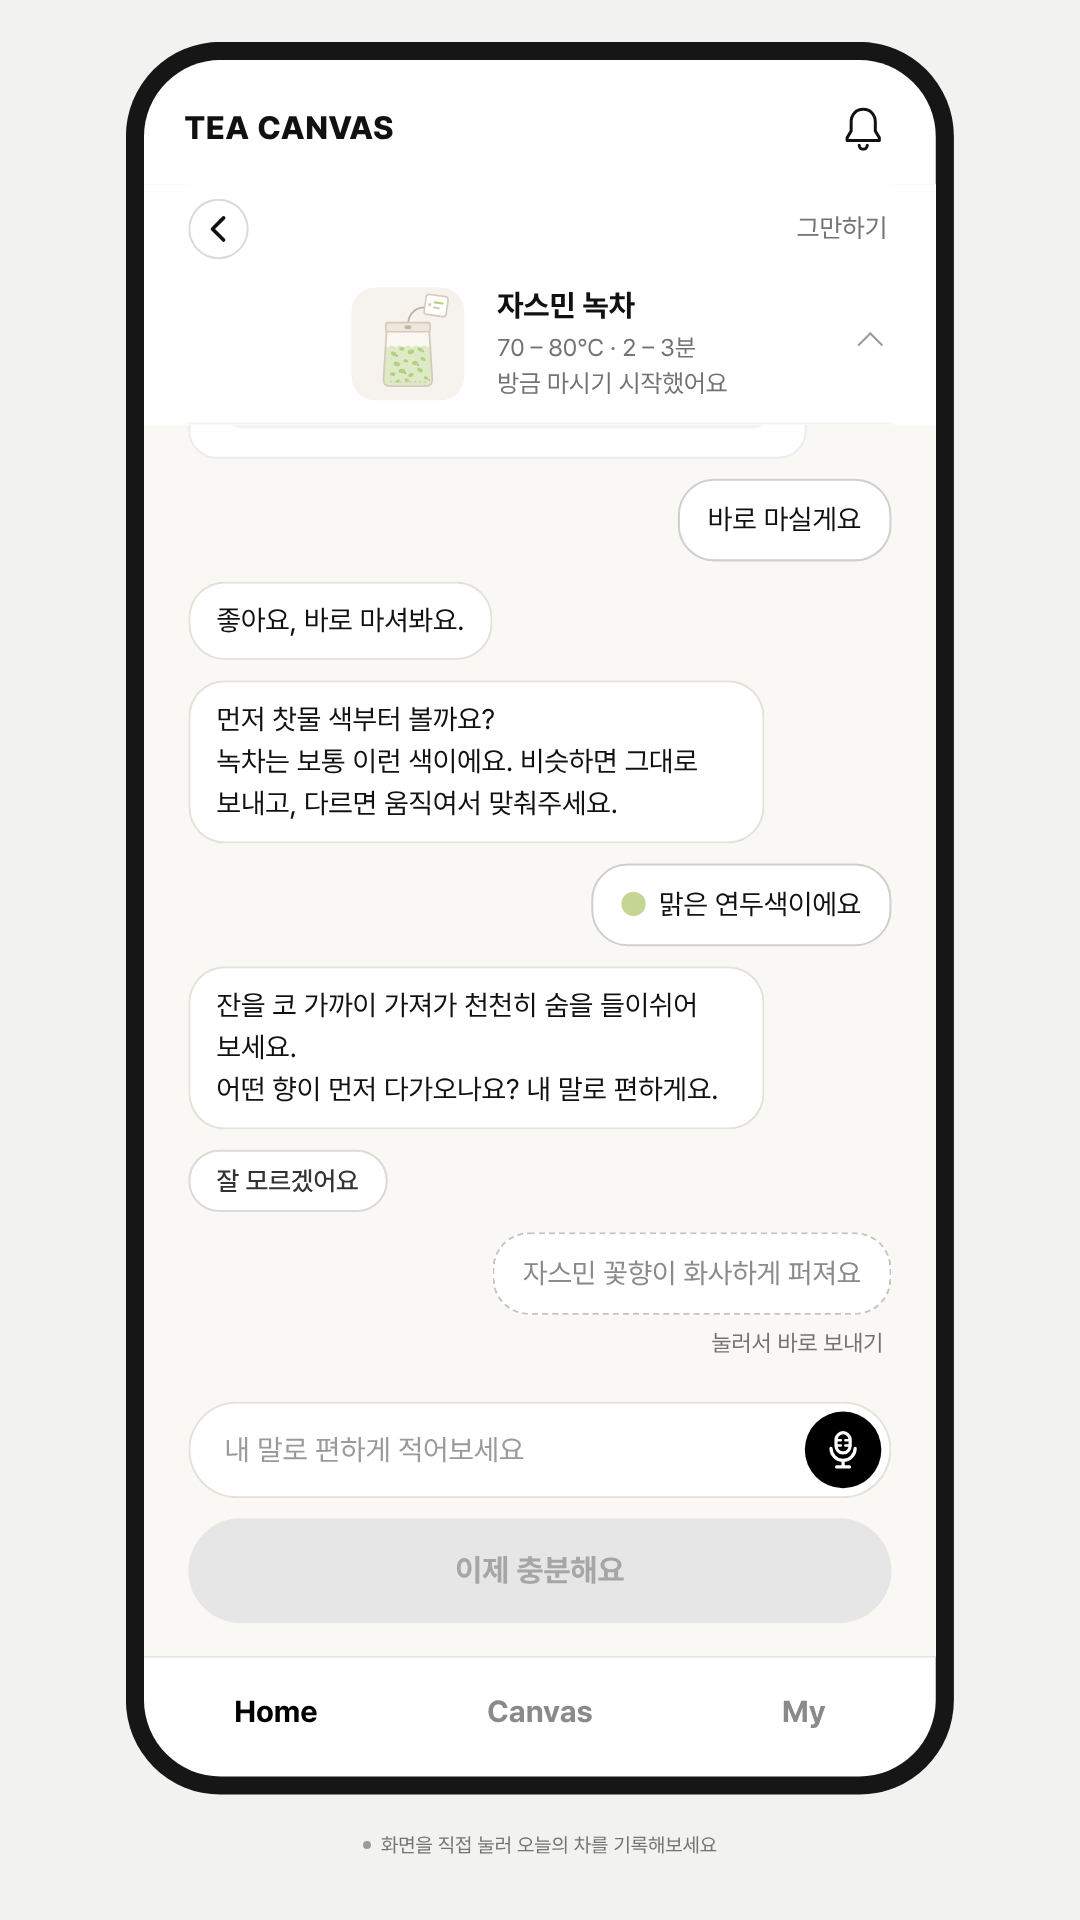 TEA CANVAS
그만하기
자스민 녹차
70 – 80°C · 2 – 3분
방금 마시기 시작했어요
바로 마실게요
좋아요, 바로 마셔봐요.
먼저 찻물 색부터 볼까요?
녹차는 보통 이런 색이에요. 비슷하면 그대로
보내고, 다르면 움직여서 맞춰주세요.
맑은 연두색이에요
잔을 코 가까이 가져가 천천히 숨을 들이쉬어
보세요.
어떤 향이 먼저 다가오나요? 내 말로 편하게요.
잘 모르겠어요
자스민 꽃향이 화사하게 퍼져요
눌러서 바로 보내기
내 말로 편하게 적어보세요
이제 충분해요
Home
Canvas
My
화면을 직접 눌러 오늘의 차를 기록해보세요